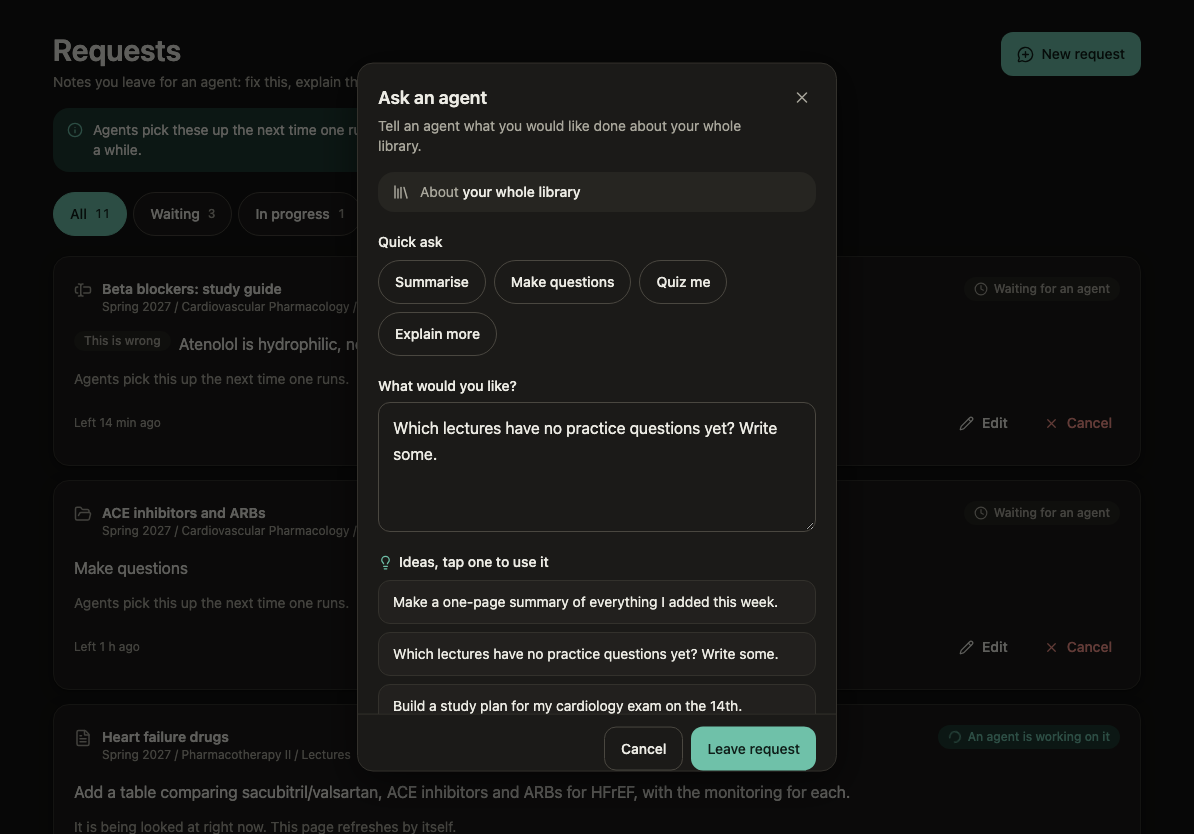 Requests
New request
Notes you leave for an agent: fix this, explain th
Agents pick these up the next time one ru
a while.
All 11
Waiting 3
In progress 1
Ask an agent
Tell an agent what you would like done about your whole
library.
About your whole library
Quick ask
Summarise
Make questions
Quiz me
Explain more
What would you like?
Which lectures have no practice questions yet? Write
some.
Ideas, tap one to use it
Make a one-page summary of everything I added this week.
Which lectures have no practice questions yet? Write some.
Build a study plan for my cardiology exam on the 14th.
Cancel
Leave request
Beta blockers: study guide
Spring 2027 / Cardiovascular Pharmacology /
Waiting for an agent
This is wrong
Atenolol is hydrophilic, no
Agents pick this up the next time one runs.
Left 14 min ago
Edit
Cancel
ACE inhibitors and ARBs
Spring 2027 / Cardiovascular Pharmacology /
Waiting for an agent
Make questions
Agents pick this up the next time one runs.
Left 1 h ago
Edit
Cancel
Heart failure drugs
Spring 2027 / Pharmacotherapy II / Lectures
An agent is working on it
Add a table comparing sacubitril/valsartan, ACE inhibitors and ARBs for HFrEF, with the monitoring for each.
It is being looked at right now. This page refreshes by itself.